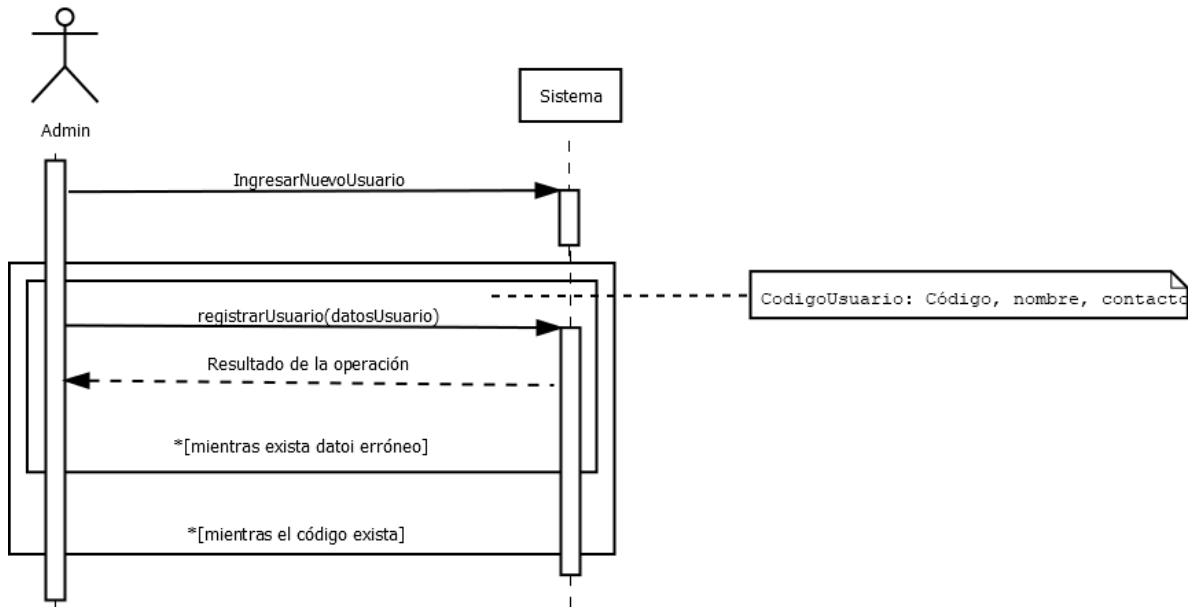 Sistema
Admin
IngresarNuevoUsuario
CodigoUsuario: Código, nombre, contacto
registrarUsuario(datosUsuario)
Resultado de la operación
*[mientras exista datoi erróneo]
*[mientras el código exista]